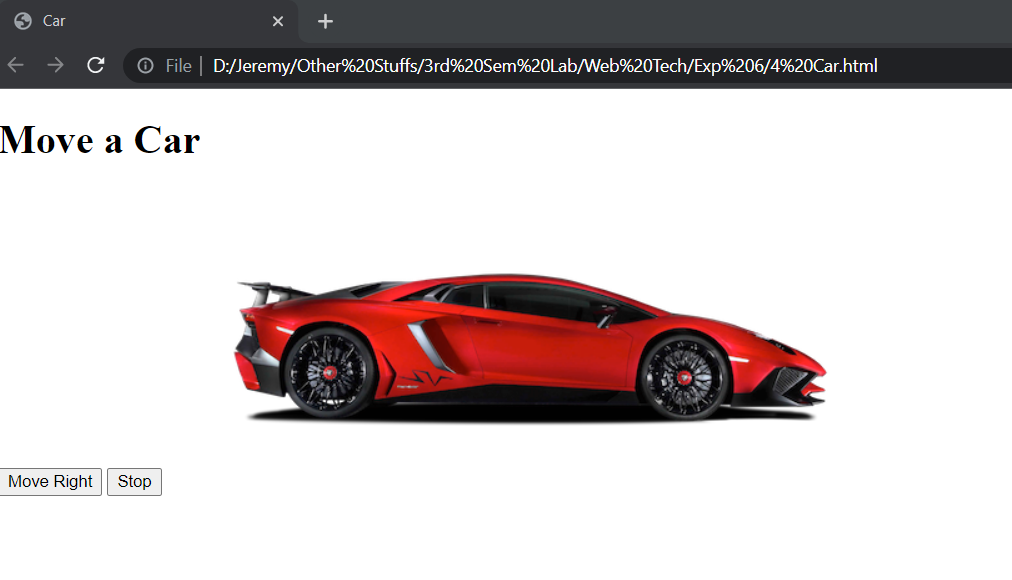 Car
File D:/Jeremy/Other%20Stuffs/3rd%20Sem%20Lab/Web%20Tech/Exp%206/4%20Car.html
Move a Car
SV
Move Right Stop